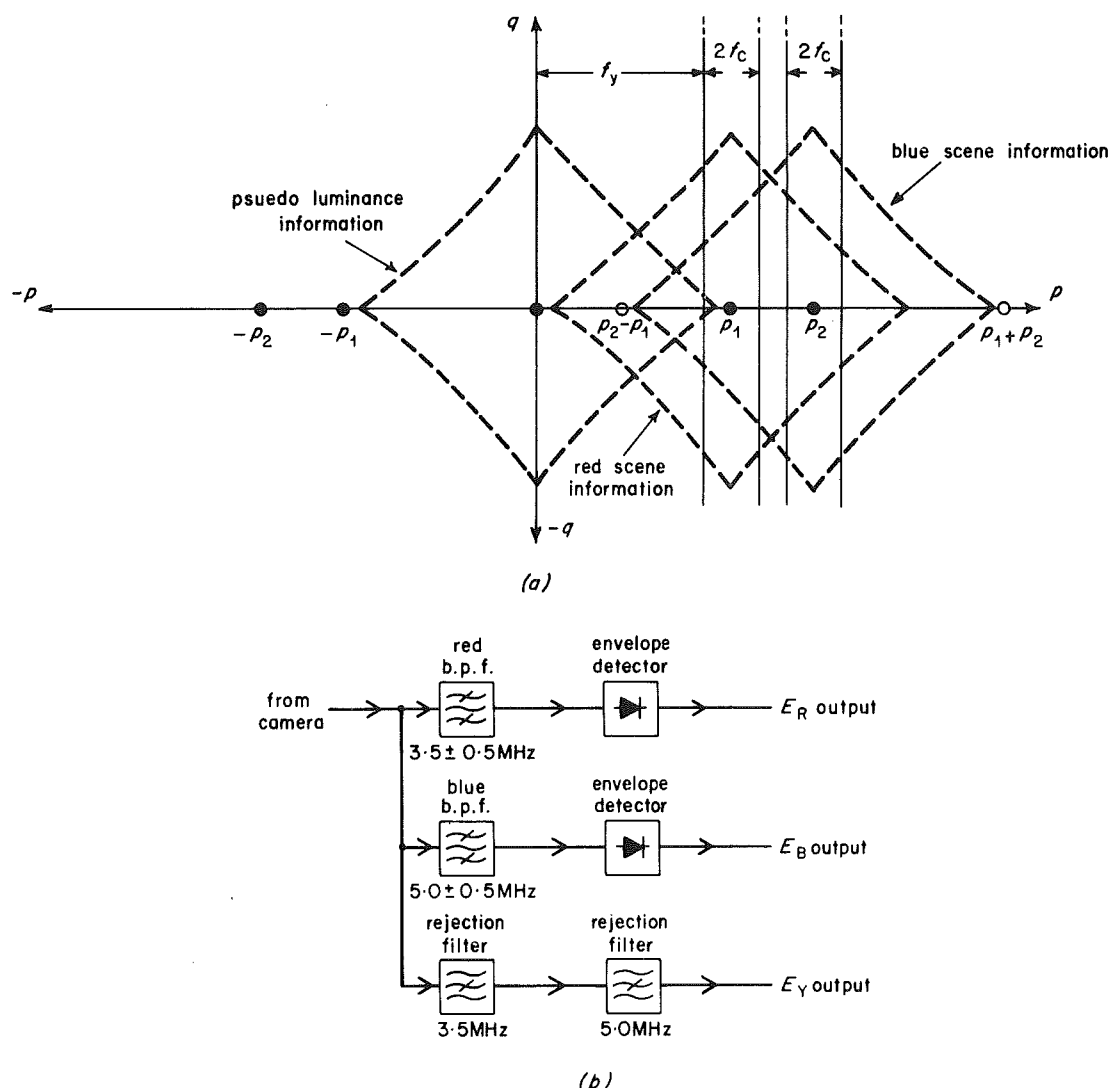 q
2f_C
2f_C
f_y
blue scene information
psuedo luminance
information
-p
p
-p_2
-p_1
p_2-p_1
p_1
p_2
p_1+p_2
red scene
information
-q
(a)
red
b.p.f.
envelope
detector
from
camera
E_R output
3·5±0·5MHz
blue
b.p.f.
envelope
detector
E_B output
5·0±0·5MHz
rejection
filter
rejection
filter
E_Y output
3·5MHz
5·0MHz
(b)